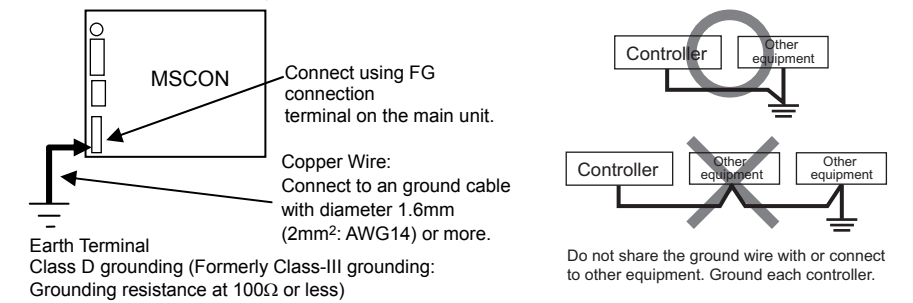 MSCON
Connect using FG
connection
terminal on the main unit.
Copper Wire:
Connect to an ground cable
with diameter 1.6mm
(2mm²: AWG14) or more.
Earth Terminal
Class D grounding (Formerly Class-III grounding:
Grounding resistance at 100Ω or less)
Controller
Other
equipment
Controller
Other
equipment
Other
equipment
Do not share the ground wire with or connect
to other equipment. Ground each controller.